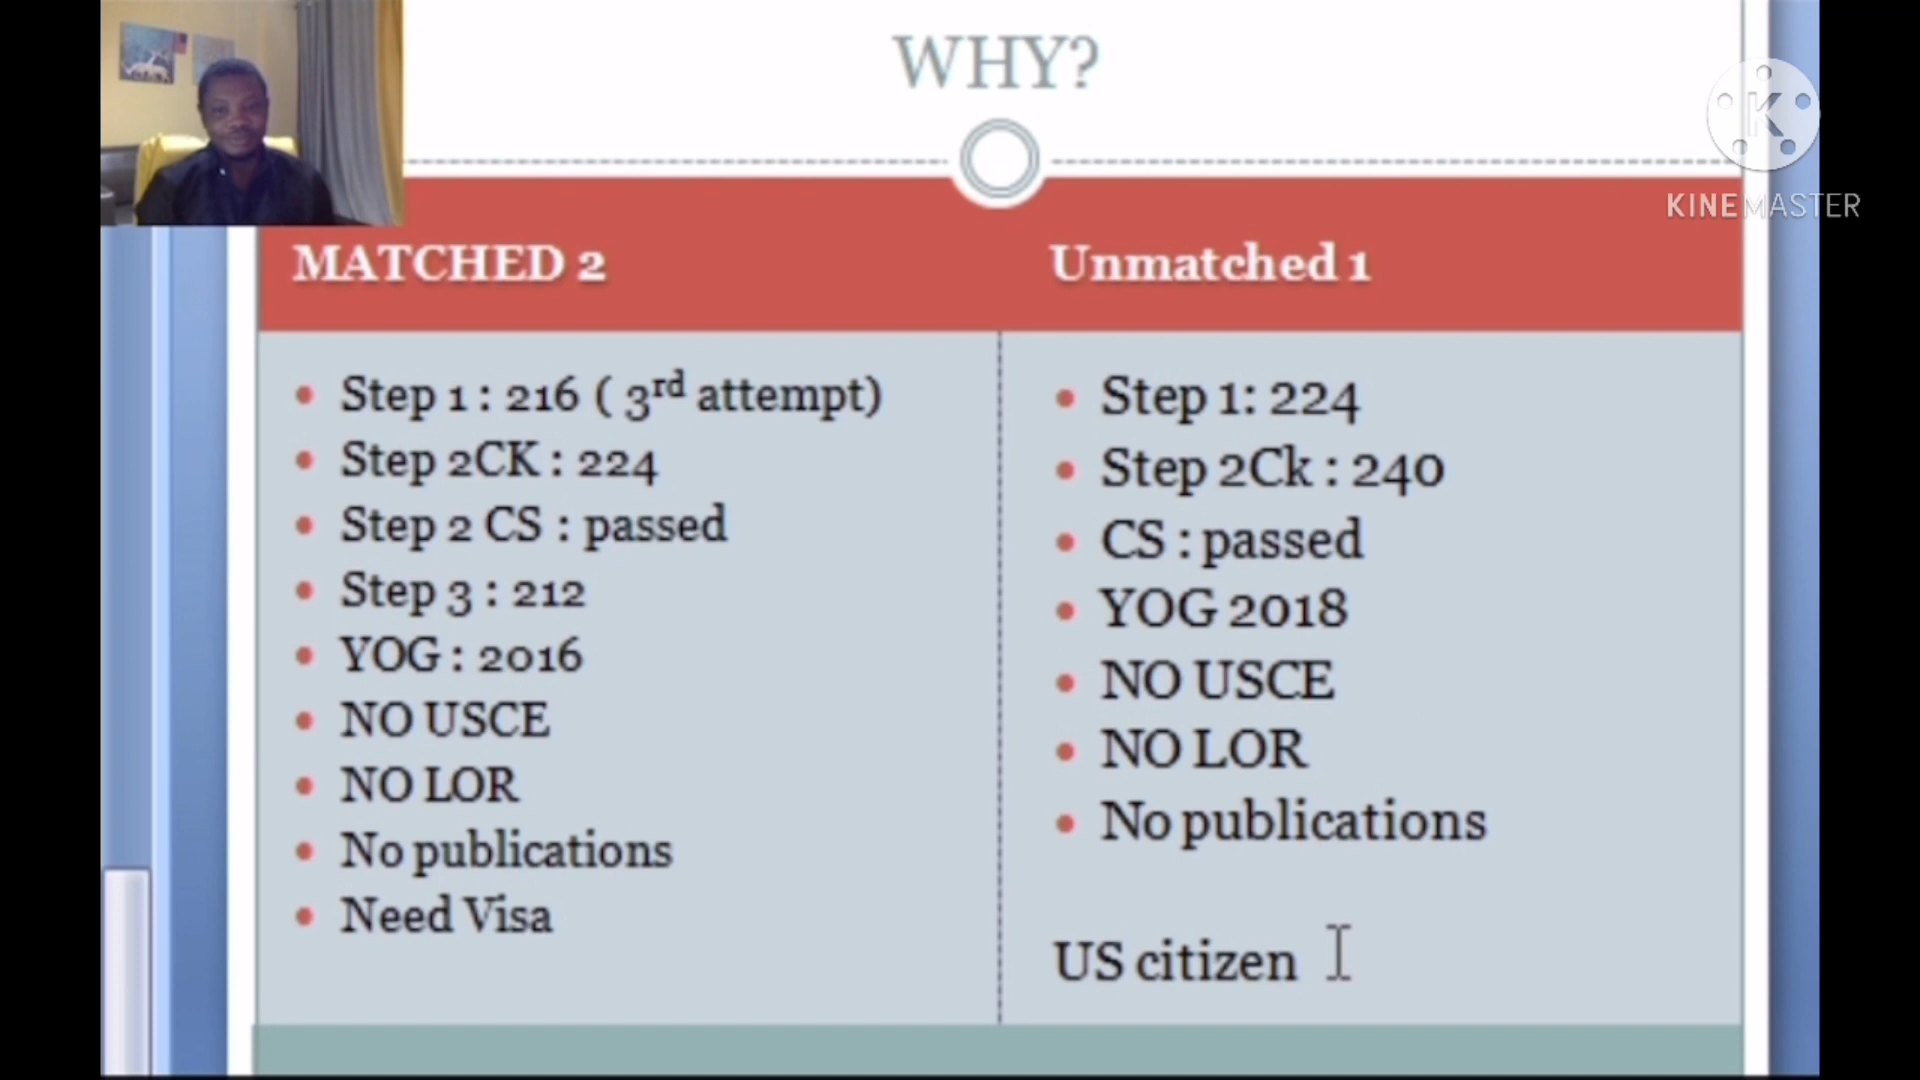 WHY?
K
KINEMASTER
MATCHED 2
Step 1 : 216 ( 3rd attempt)
Step 2CK : 224
Step 2 CS : passed
Step 3 : 212
YOG : 2016
NO USCE
NO LOR
No publications
Need Visa
Unmatched 1
Step 1: 224
Step 2Ck : 240
CS : passed
YOG 2018
NO USCE
NO LOR
No publications
US citizen